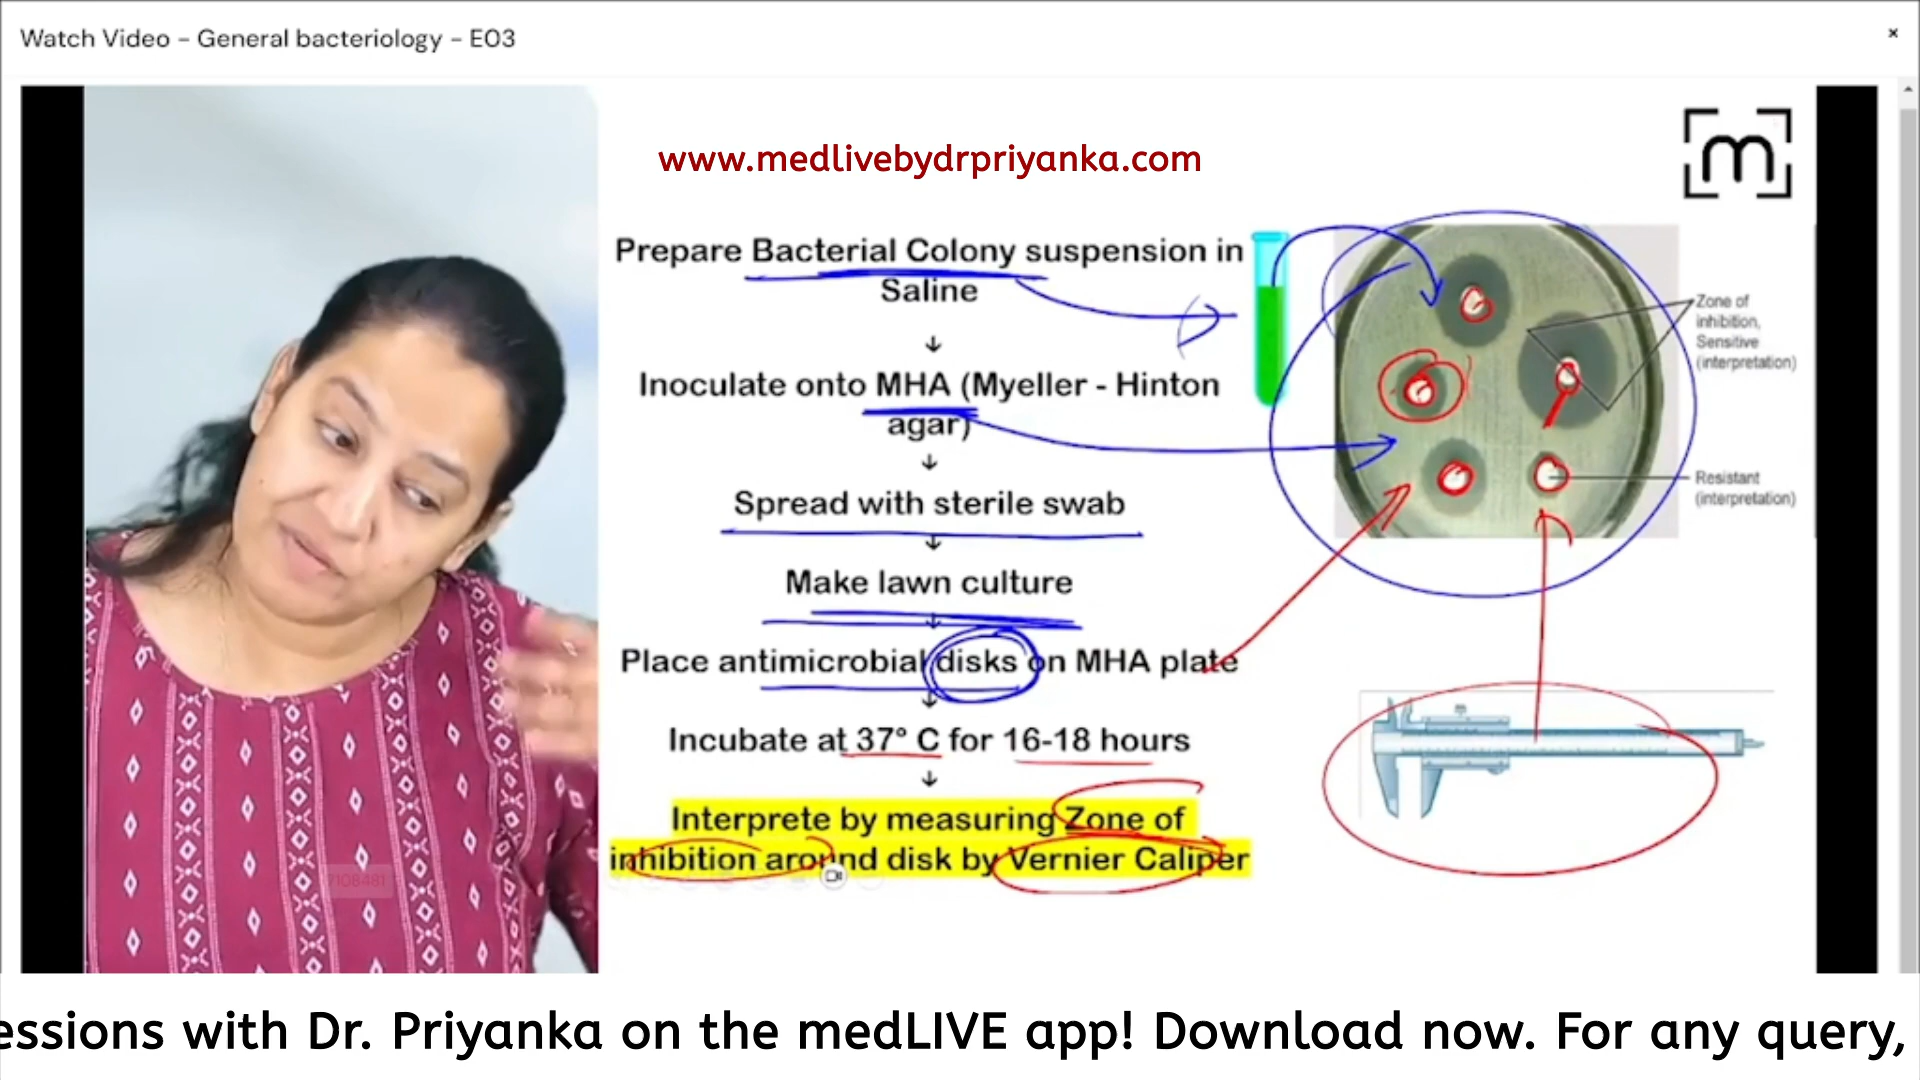 Watch Video – General bacteriology – E03
×
www.medlivebydrpriyanka.com
m
Prepare Bacterial Colony suspension in
Saline
↓
Inoculate onto MHA (Myeller - Hinton
agar)
↓
Spread with sterile swab
↓
Make lawn culture
↓
Place antimicrobial disks on MHA plate
↓
Incubate at 37° C for 16-18 hours
↓
Interprete by measuring Zone of
inhibition around disk by Vernier Caliper
Zone of
inhibition,
Sensitive
(interpretation)
Resistant
(interpretation)
7108481
essions with Dr. Priyanka on the medLIVE app! Download now. For any query,